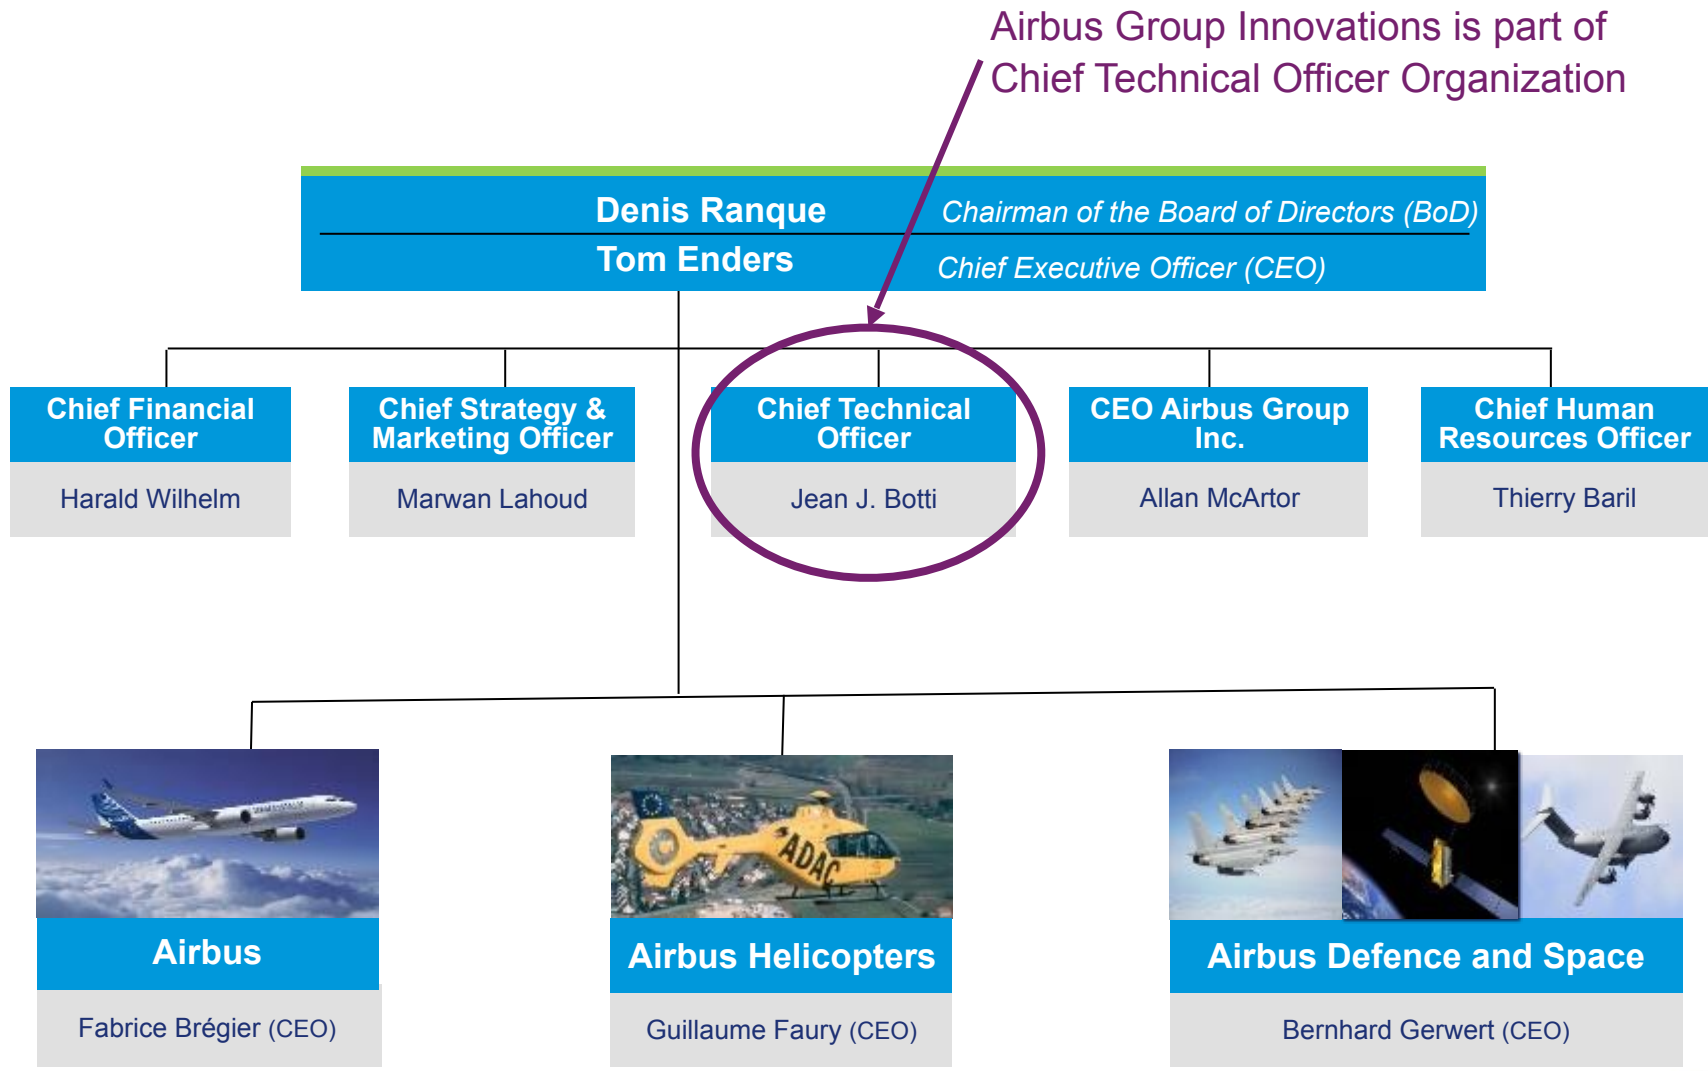 Airbus Group Innovations is part of
Chief Technical Officer Organization
Denis Ranque Chairman of the Board of Directors (BoD)
Tom Enders Chief Executive Officer (CEO)
Chief Financial
Officer
Harald Wilhelm
Chief Strategy &
Marketing Officer
Marwan Lahoud
Chief Technical
Officer
Jean J. Botti
CEO Airbus Group
Inc.
Allan McArtor
Chief Human
Resources Officer
Thierry Baril
ADAC
Airbus
Fabrice Brégier (CEO)
Airbus Helicopters
Guillaume Faury (CEO)
Airbus Defence and Space
Bernhard Gerwert (CEO)